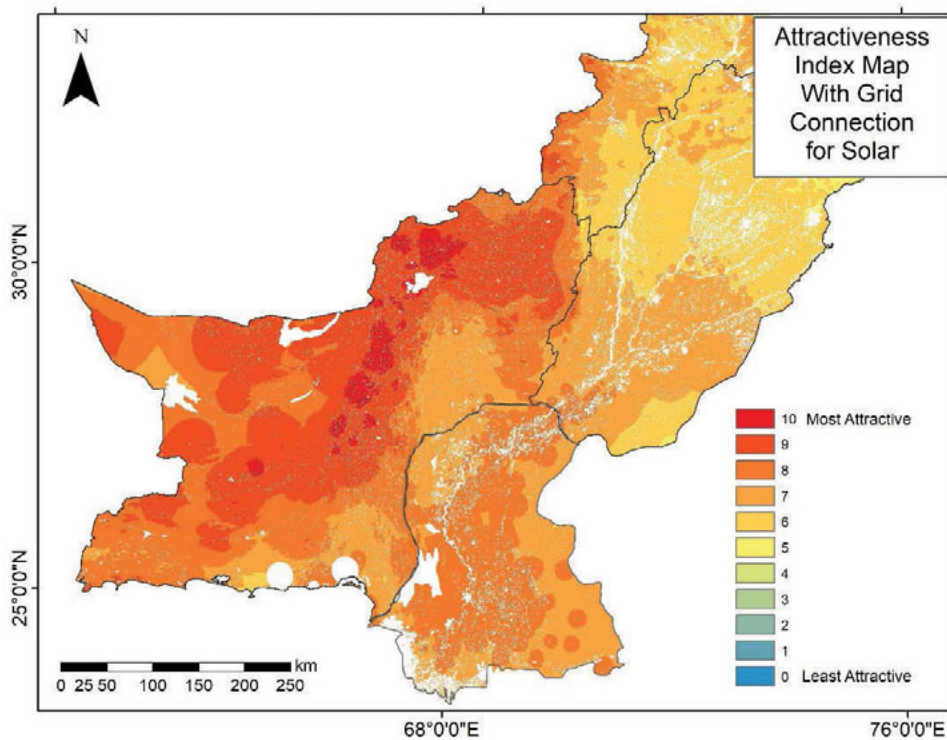 Attractiveness
Index Map
With Grid
Connection
for Solar
N
30°0'0"N
25°0'0"N
10 Most Attractive
9
8
7
6
5
4
3
2
1
0 Least Attractive
km
0 25 50 100 150 200 250
68°0'0"E
76°0'0"E